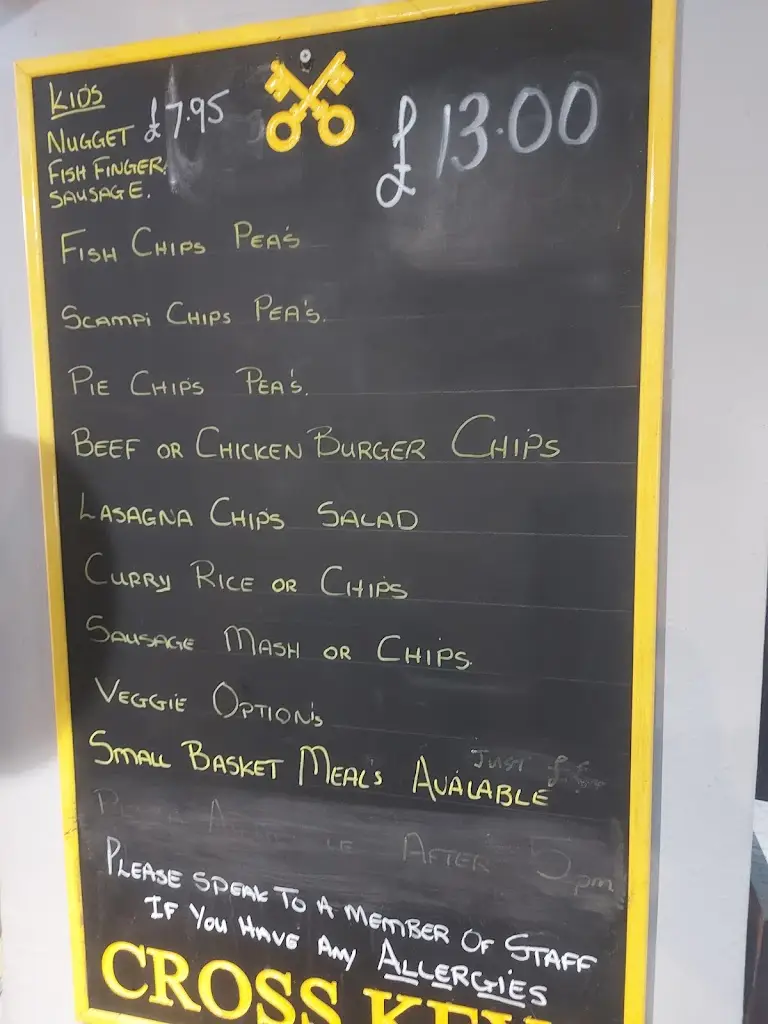 KIDS
NUGGET £7.95
FISH FINGER.
SAUSAGE.
£13.00
FISH CHIPS PEA'S
SCAMPI CHIPS PEA'S.
PIE CHIPS PEA'S.
BEEF OR CHICKEN BURGER CHIPS
LASAGNA CHIPS SALAD
CURRY RICE OR CHIPS
SAUSAGE MASH OR CHIPS.
VEGGIE OPTION'S
JUST
SMALL BASKET MEAL'S AVALABLE
AFTER 5pm
PLEASE SPEAK TO A MEMBER OF STAFF
IF YOU HAVE ANY ALLERGIES
CROSS